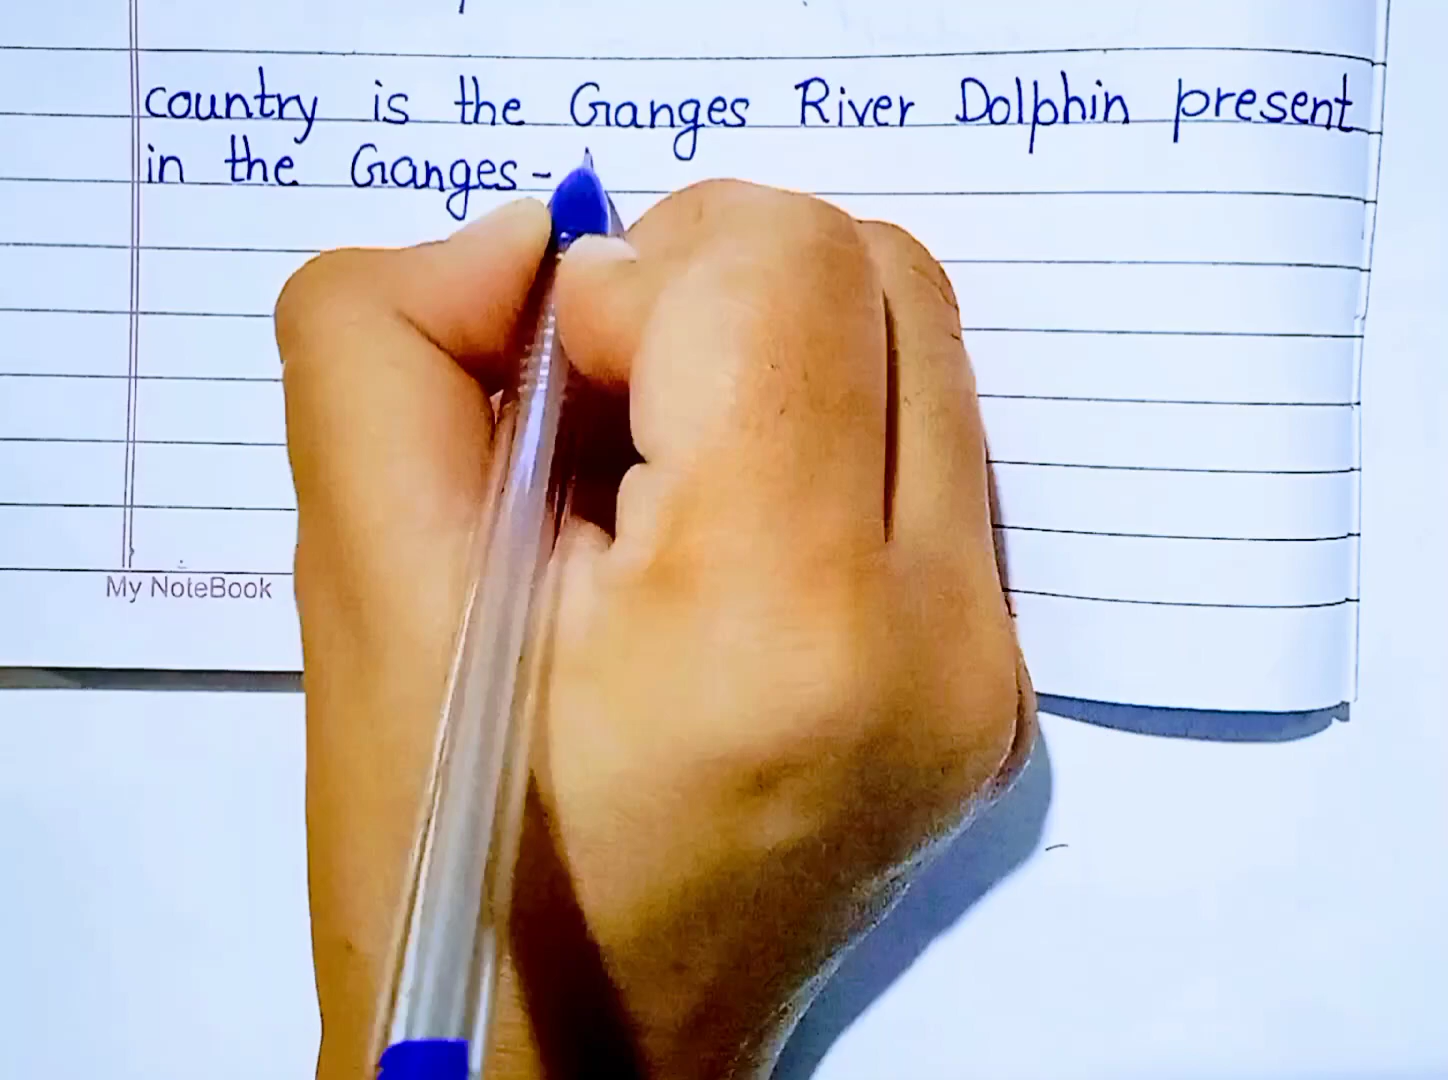 country is the Ganges River Dolphin present
in the Ganges-
My NoteBook